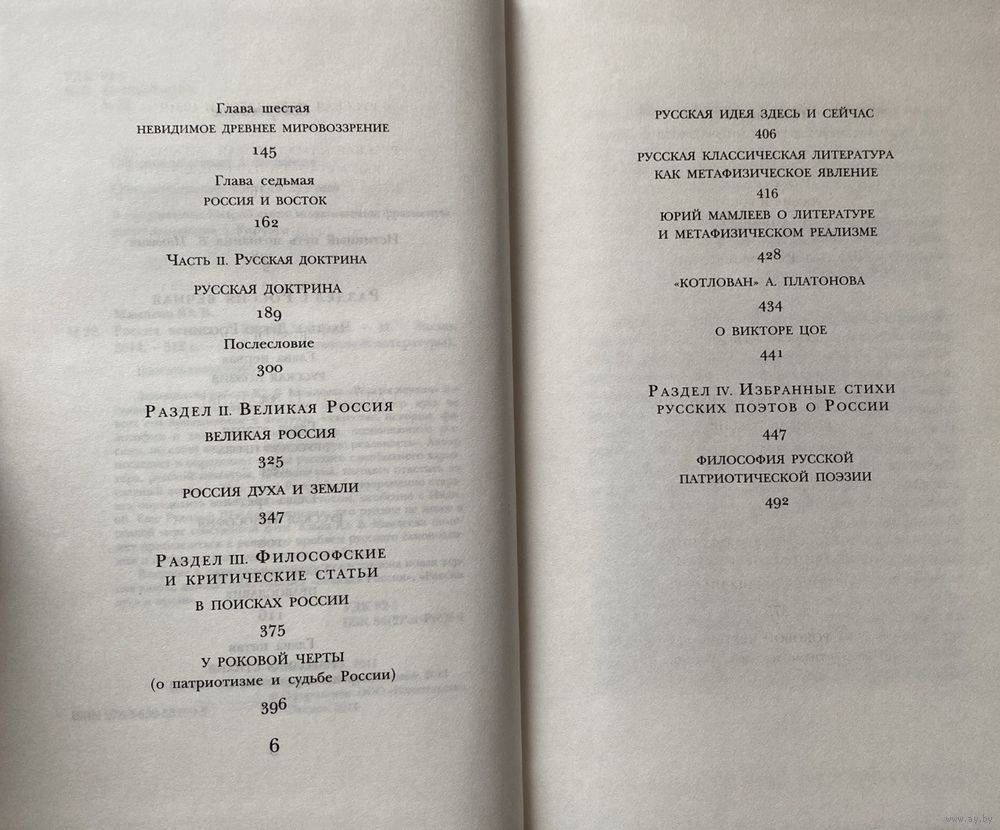 Глава шестая
НЕВИДИМОЕ ДРЕВНЕЕ МИРОВОЗЗРЕНИЕ
145
Глава седьмая
РОССИЯ И ВОСТОК
162
Часть II. Русская доктрина
РУССКАЯ ДОКТРИНА
189
Послесловие
300
Раздел II. Великая Россия
ВЕЛИКАЯ РОССИЯ
325
РОССИЯ ДУХА И ЗЕМЛИ
347
Раздел III. Философские
и критические статьи
В ПОИСКАХ РОССИИ
375
У РОКОВОЙ ЧЕРТЫ
(о патриотизме и судьбе России)
396
6
РУССКАЯ ИДЕЯ ЗДЕСЬ И СЕЙЧАС
406
РУССКАЯ КЛАССИЧЕСКАЯ ЛИТЕРАТУРА
КАК МЕТАФИЗИЧЕСКОЕ ЯВЛЕНИЕ
416
ЮРИЙ МАМЛЕЕВ О ЛИТЕРАТУРЕ
И МЕТАФИЗИЧЕСКОМ РЕАЛИЗМЕ
428
«КОТЛОВАН» А. ПЛАТОНОВА
434
О ВИКТОРЕ ЦОЕ
441
Раздел IV. Избранные стихи
русских поэтов о России
447
ФИЛОСОФИЯ РУССКОЙ
ПАТРИОТИЧЕСКОЙ ПОЭЗИИ
492
www.ay.by